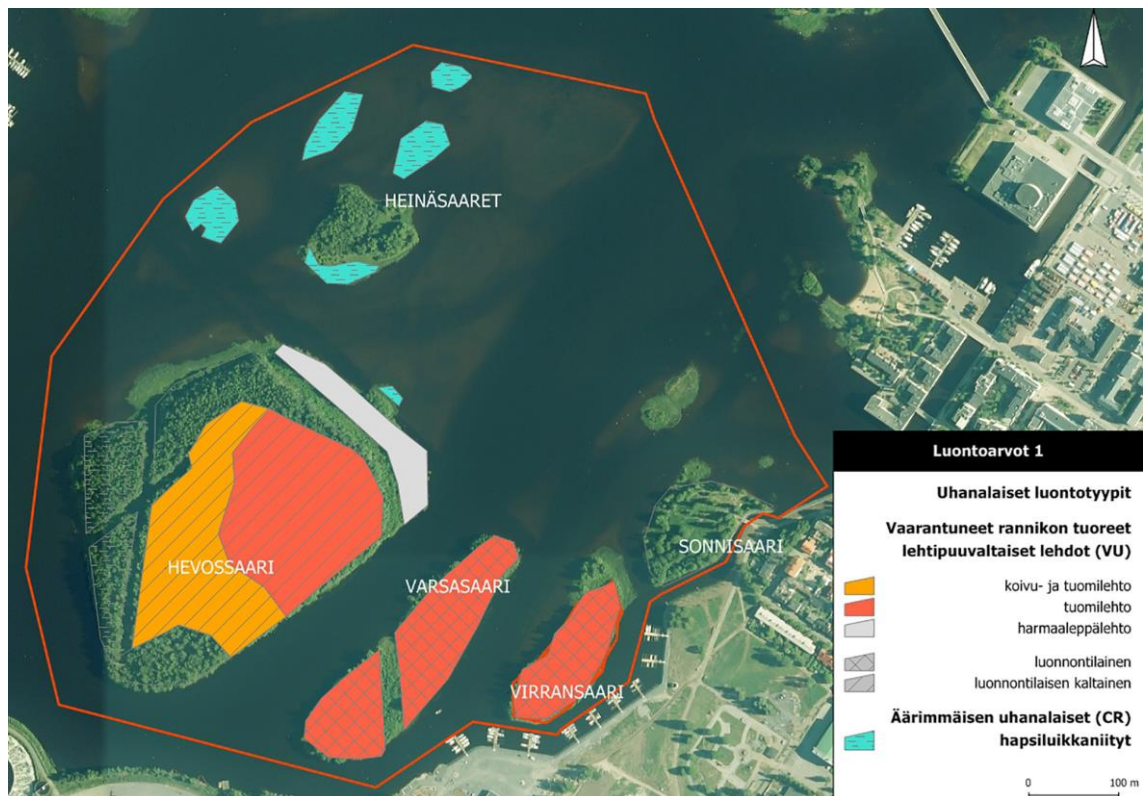 HEINÄSAARET
HEVOSSAARI
VARSASAARI
SONNISAARI
VIRRANSAARI
Luontoarvot 1
Uhanalaiset luontotyypit
Vaarantuneet rannikon tuoreet
lehtipuuvaltaiset lehdot (VU)
koivu- ja tuomilehto
tuomilehto
harmaaleppälehto
luonnontilainen
luonnontilaisen kaltainen
Äärimmäisen uhanalaiset (CR)
hapsiluikkaniityt
0 100 m